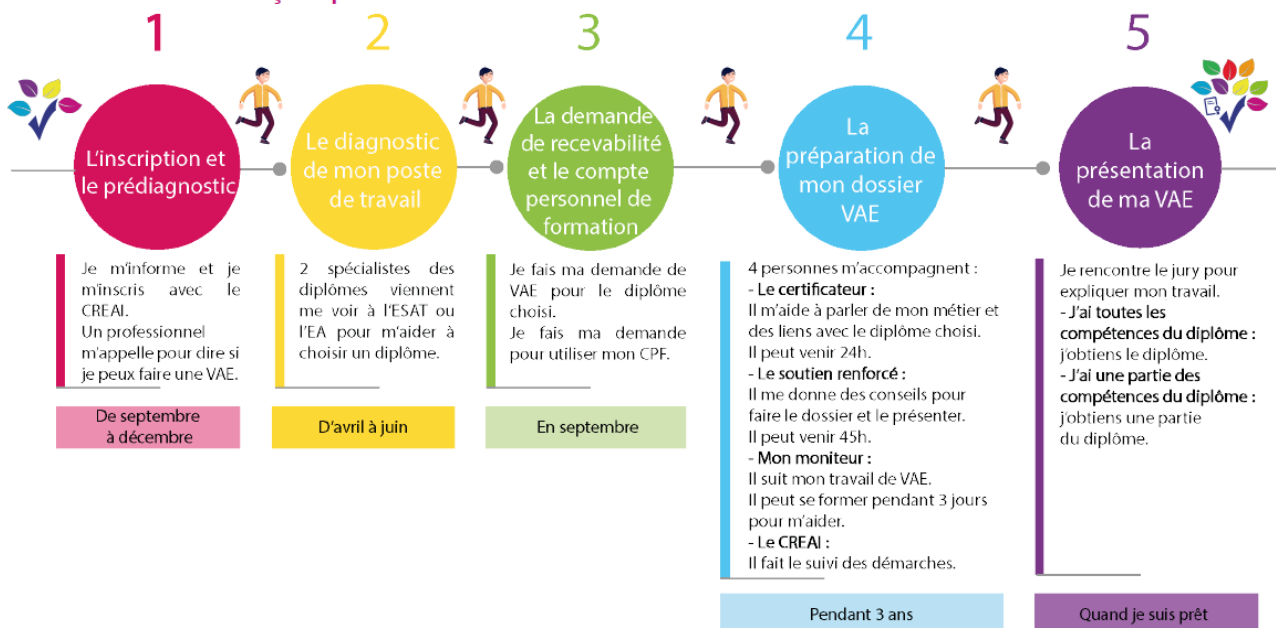 1
L'inscription et
le prédiagnostic
Je m'informe et je
m'inscris avec le
CREAI.
Un professionnel
m'appelle pour dire si
je peux faire une VAE.
De septembre
à décembre
2
Le diagnostic
de mon poste
de travail
2 spécialistes des
diplômes viennent
me voir à l'ESAT ou
l'EA pour m'aider à
choisir un diplôme.
D'avril à juin
3
La demande
de recevabilité
et le compte
personnel de
formation
Je fais ma demande de
VAE pour le diplôme
choisi.
Je fais ma demande
pour utiliser mon CPF.
En septembre
4
La
préparation de
mon dossier
VAE
4 personnes m'accompagnent :
- Le certificateur :
Il m'aide à parler de mon métier et
des liens avec le diplôme choisi.
Il peut venir 24h.
- Le soutien renforcé :
Il me donne des conseils pour
faire le dossier et le présenter.
Il peut venir 45h.
- Mon moniteur :
Il suit mon travail de VAE.
Il peut se former pendant 3 jours
pour m'aider.
- Le CREAI :
Il fait le suivi des démarches.
Pendant 3 ans
5
La
présentation
de ma VAE
Je rencontre le jury pour
expliquer mon travail.
- J'ai toutes les
compétences du diplôme :
j'obtiens le diplôme.
- J'ai une partie des
compétences du diplôme :
j'obtiens une partie
du diplôme.
Quand je suis prêt